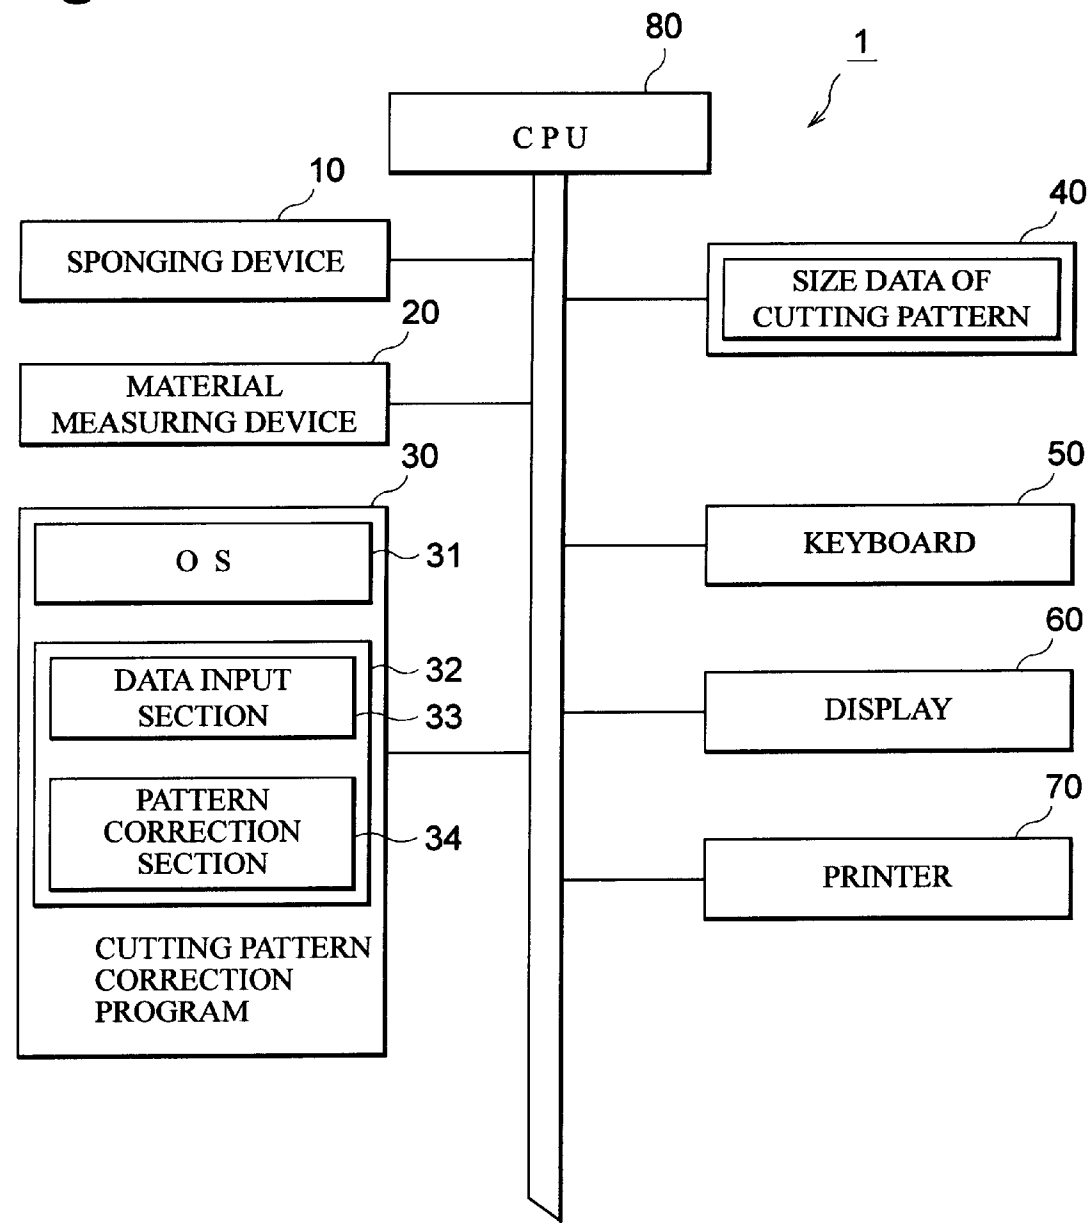 80
1
CPU
10
SPONGING DEVICE
40
SIZE DATA OF
CUTTING PATTERN
20
MATERIAL
MEASURING DEVICE
30
OS
31
50
KEYBOARD
32
DATA INPUT
SECTION
33
60
DISPLAY
PATTERN
CORRECTION
SECTION
34
70
PRINTER
CUTTING PATTERN
CORRECTION
PROGRAM